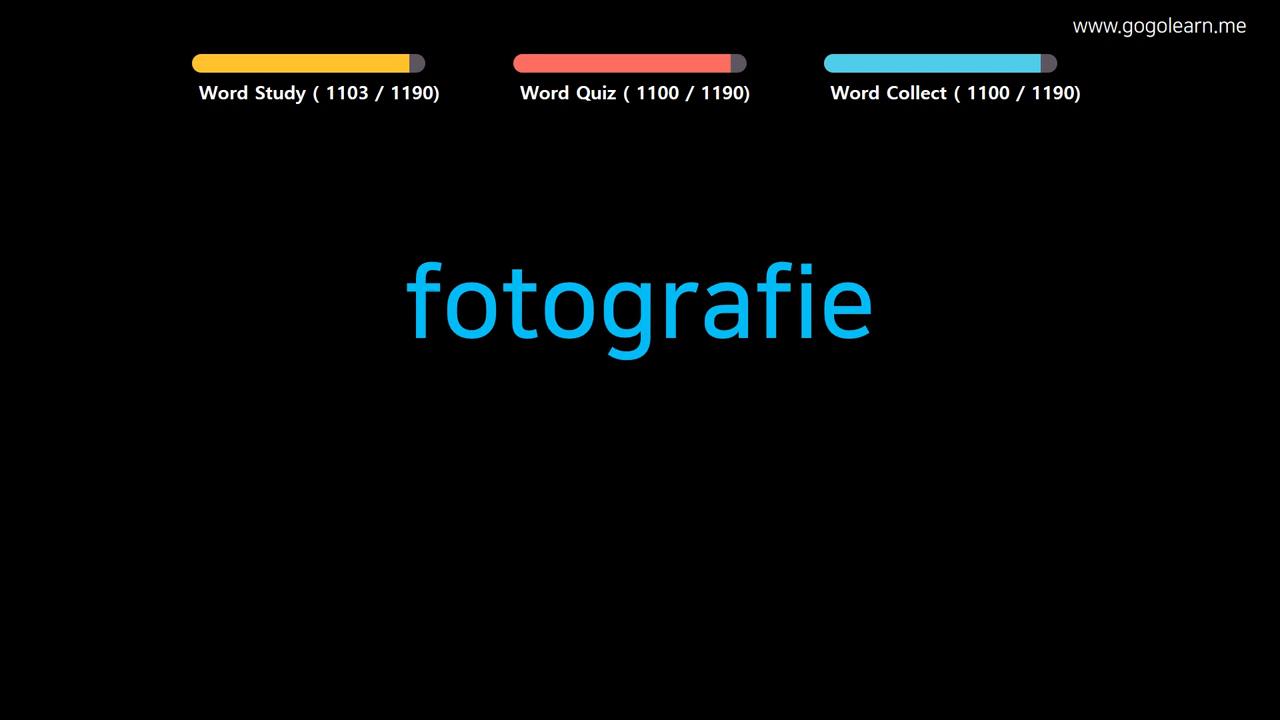 www.gogolearn.me
Word Study ( 1103 / 1190)
Word Quiz ( 1100 / 1190)
Word Collect ( 1100 / 1190)
fotografie